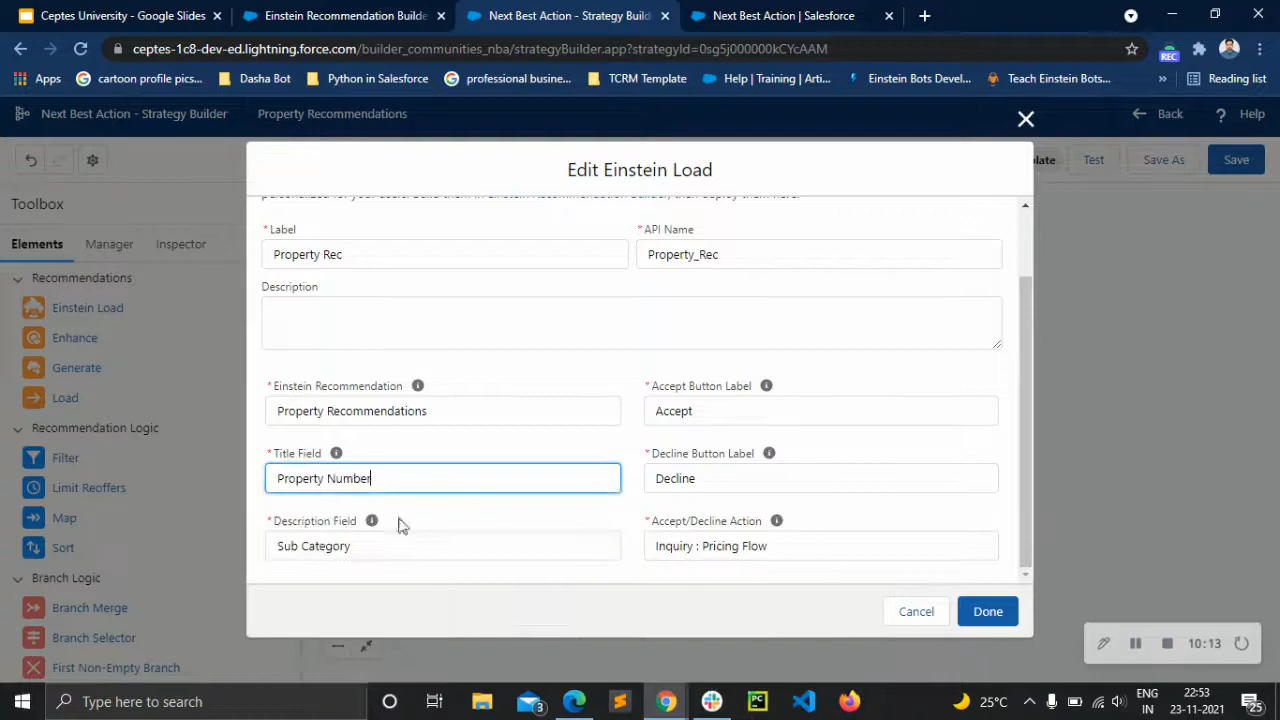 Ceptes University - Google Slides
Einstein Recommendation Builde
Next Best Action - Strategy Build
Next Best Action | Salesforce
ceptes-1c8-dev-ed.lightning.force.com/builder_communities_nba/strategyBuilder.app?strategyId=0sg5j000000kCYcAAM
REC
Apps
cartoon profile pics...
Dasha Bot
Python in Salesforce
professional busine...
TCRM Template
Help | Training | Arti...
Einstein Bots Devel...
Teach Einstein Bots...
»
Reading list
Next Best Action - Strategy Builder
Property Recommendations
Back
? Help
Edit Einstein Load
Test
Save As
Save
Toolbox
Elements
Manager
Inspector
Recommendations
Einstein Load
Enhance
Generate
Load
Recommendation Logic
Filter
Limit Reoffers
Map
Sort
Branch Logic
Branch Merge
Branch Selector
First Non-Empty Branch
* Label
Property Rec
* API Name
Property_Rec
Description
* Einstein Recommendation
Property Recommendations
* Accept Button Label
Accept
* Title Field
Property Number
* Decline Button Label
Decline
* Description Field
Sub Category
* Accept/Decline Action
Inquiry : Pricing Flow
Cancel
Done
10:13
Type here to search
3
PC
25°C
ENG
IN
22:53
23-11-2021
25